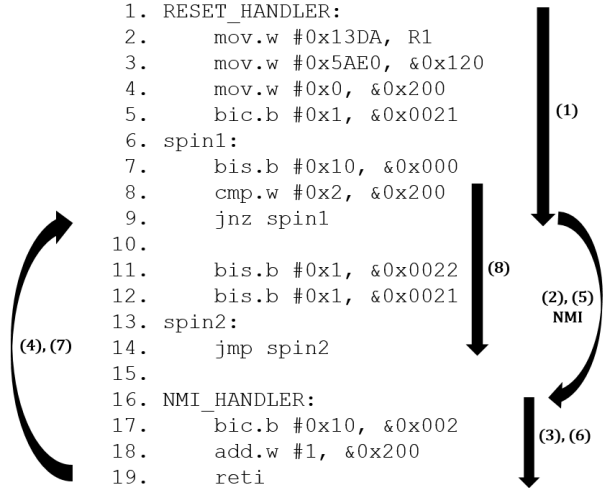 1. RESET_HANDLER:
2. mov.w #0x13DA, R1
3. mov.w #0x5AE0, &0x120
4. mov.w #0x0, &0x200
5. bic.b #0x1, &0x0021
6. spin1:
7. bis.b #0x10, &0x000
8. cmp.w #0x2, &0x200
9. jnz spin1
10.
11. bis.b #0x1, &0x0022
12. bis.b #0x1, &0x0021
13. spin2:
14. jmp spin2
15.
16. NMI_HANDLER:
17. bic.b #0x10, &0x002
18. add.w #1, &0x200
19. reti
(1)
(8)
(2), (5)
NMI
(4), (7)
(3), (6)